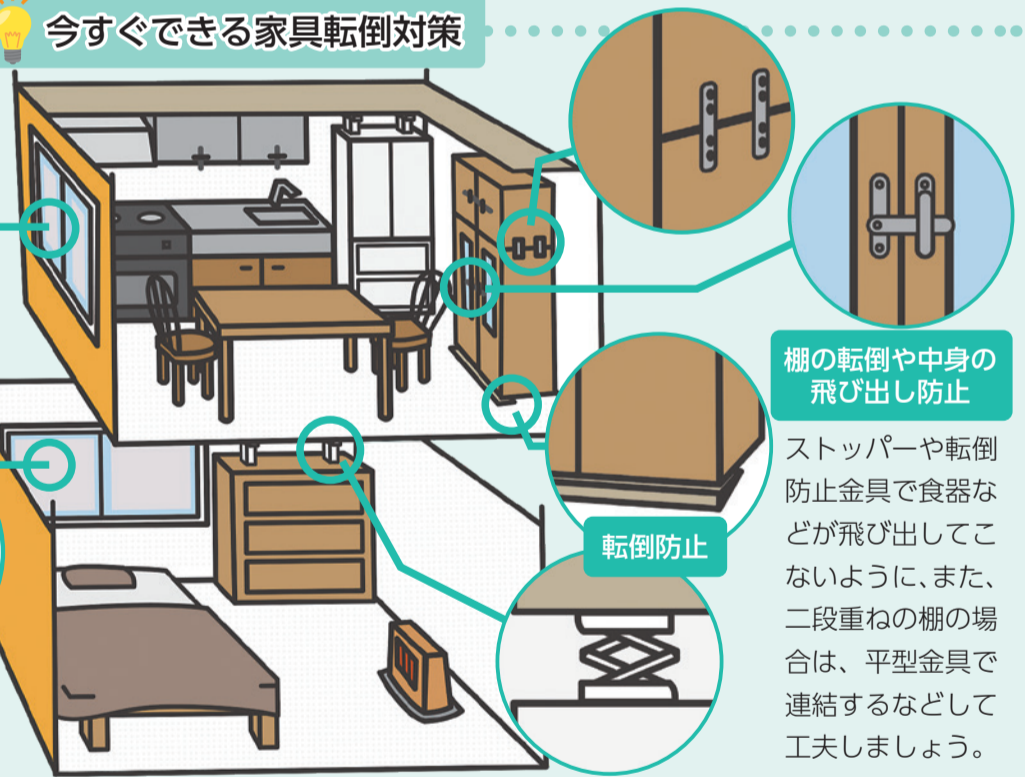 今すぐできる家具転倒対策
棚の転倒や中身の
飛び出し防止
ストッパーや転倒
防止金具で食器な
どが飛び出してこ
ないように、また、
二段重ねの棚の場
合は、平型金具で
連結するなどして
工夫しましょう。
転倒防止